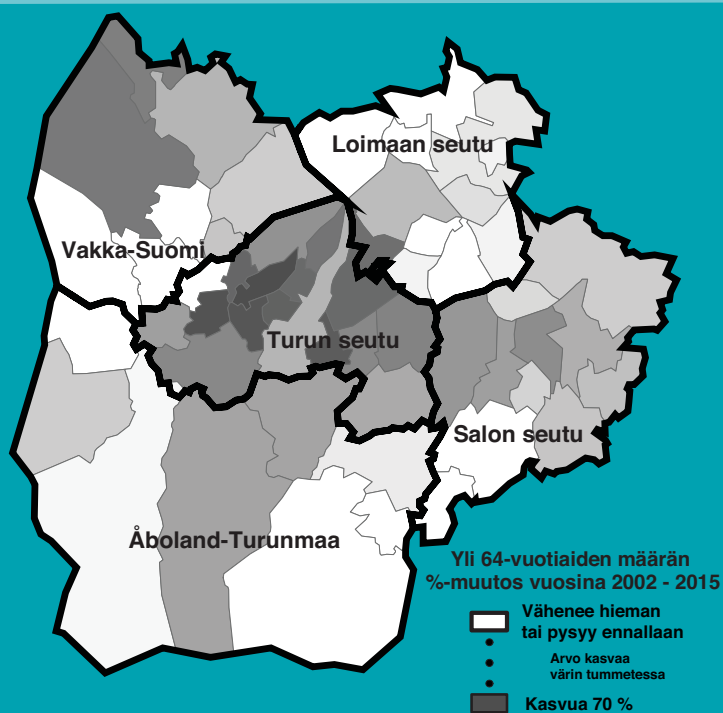 Loimaan seutu
Vakka-Suomi
Turun seutu
Salon seutu
Åboland-Turunmaa
Yli 64-vuotiaiden määrän
%-muutos vuosina 2002 - 2015
Vähenee hieman
tai pysyy ennallaan
Arvo kasvaa
värin tummetessa
Kasvua 70 %